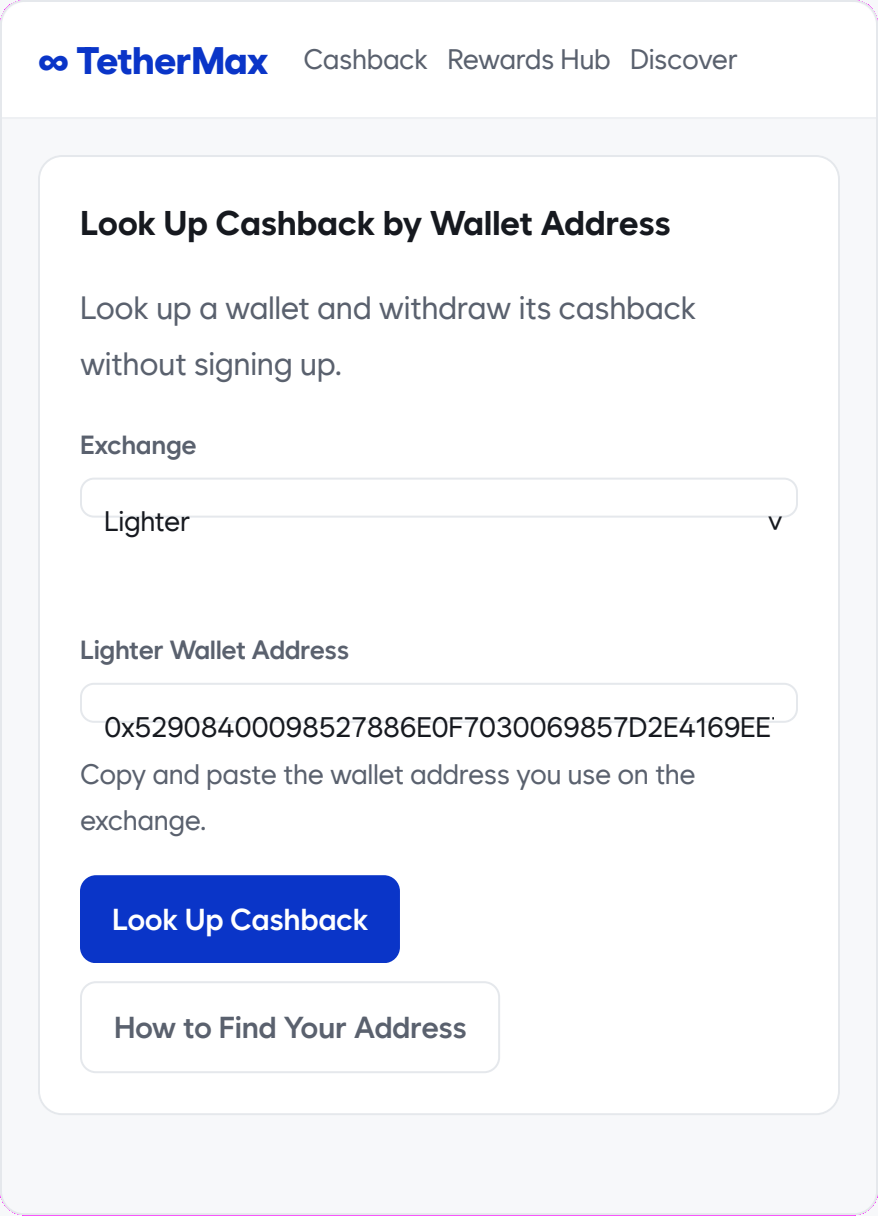 ∞ TetherMax Cashback Rewards Hub Discover
Look Up Cashback by Wallet Address
Look up a wallet and withdraw its cashback
without signing up.
Exchange
Lighter v
Lighter Wallet Address
0x52908400098527886E0F7030069857D2E4169EE
Copy and paste the wallet address you use on the
exchange.
Look Up Cashback
How to Find Your Address